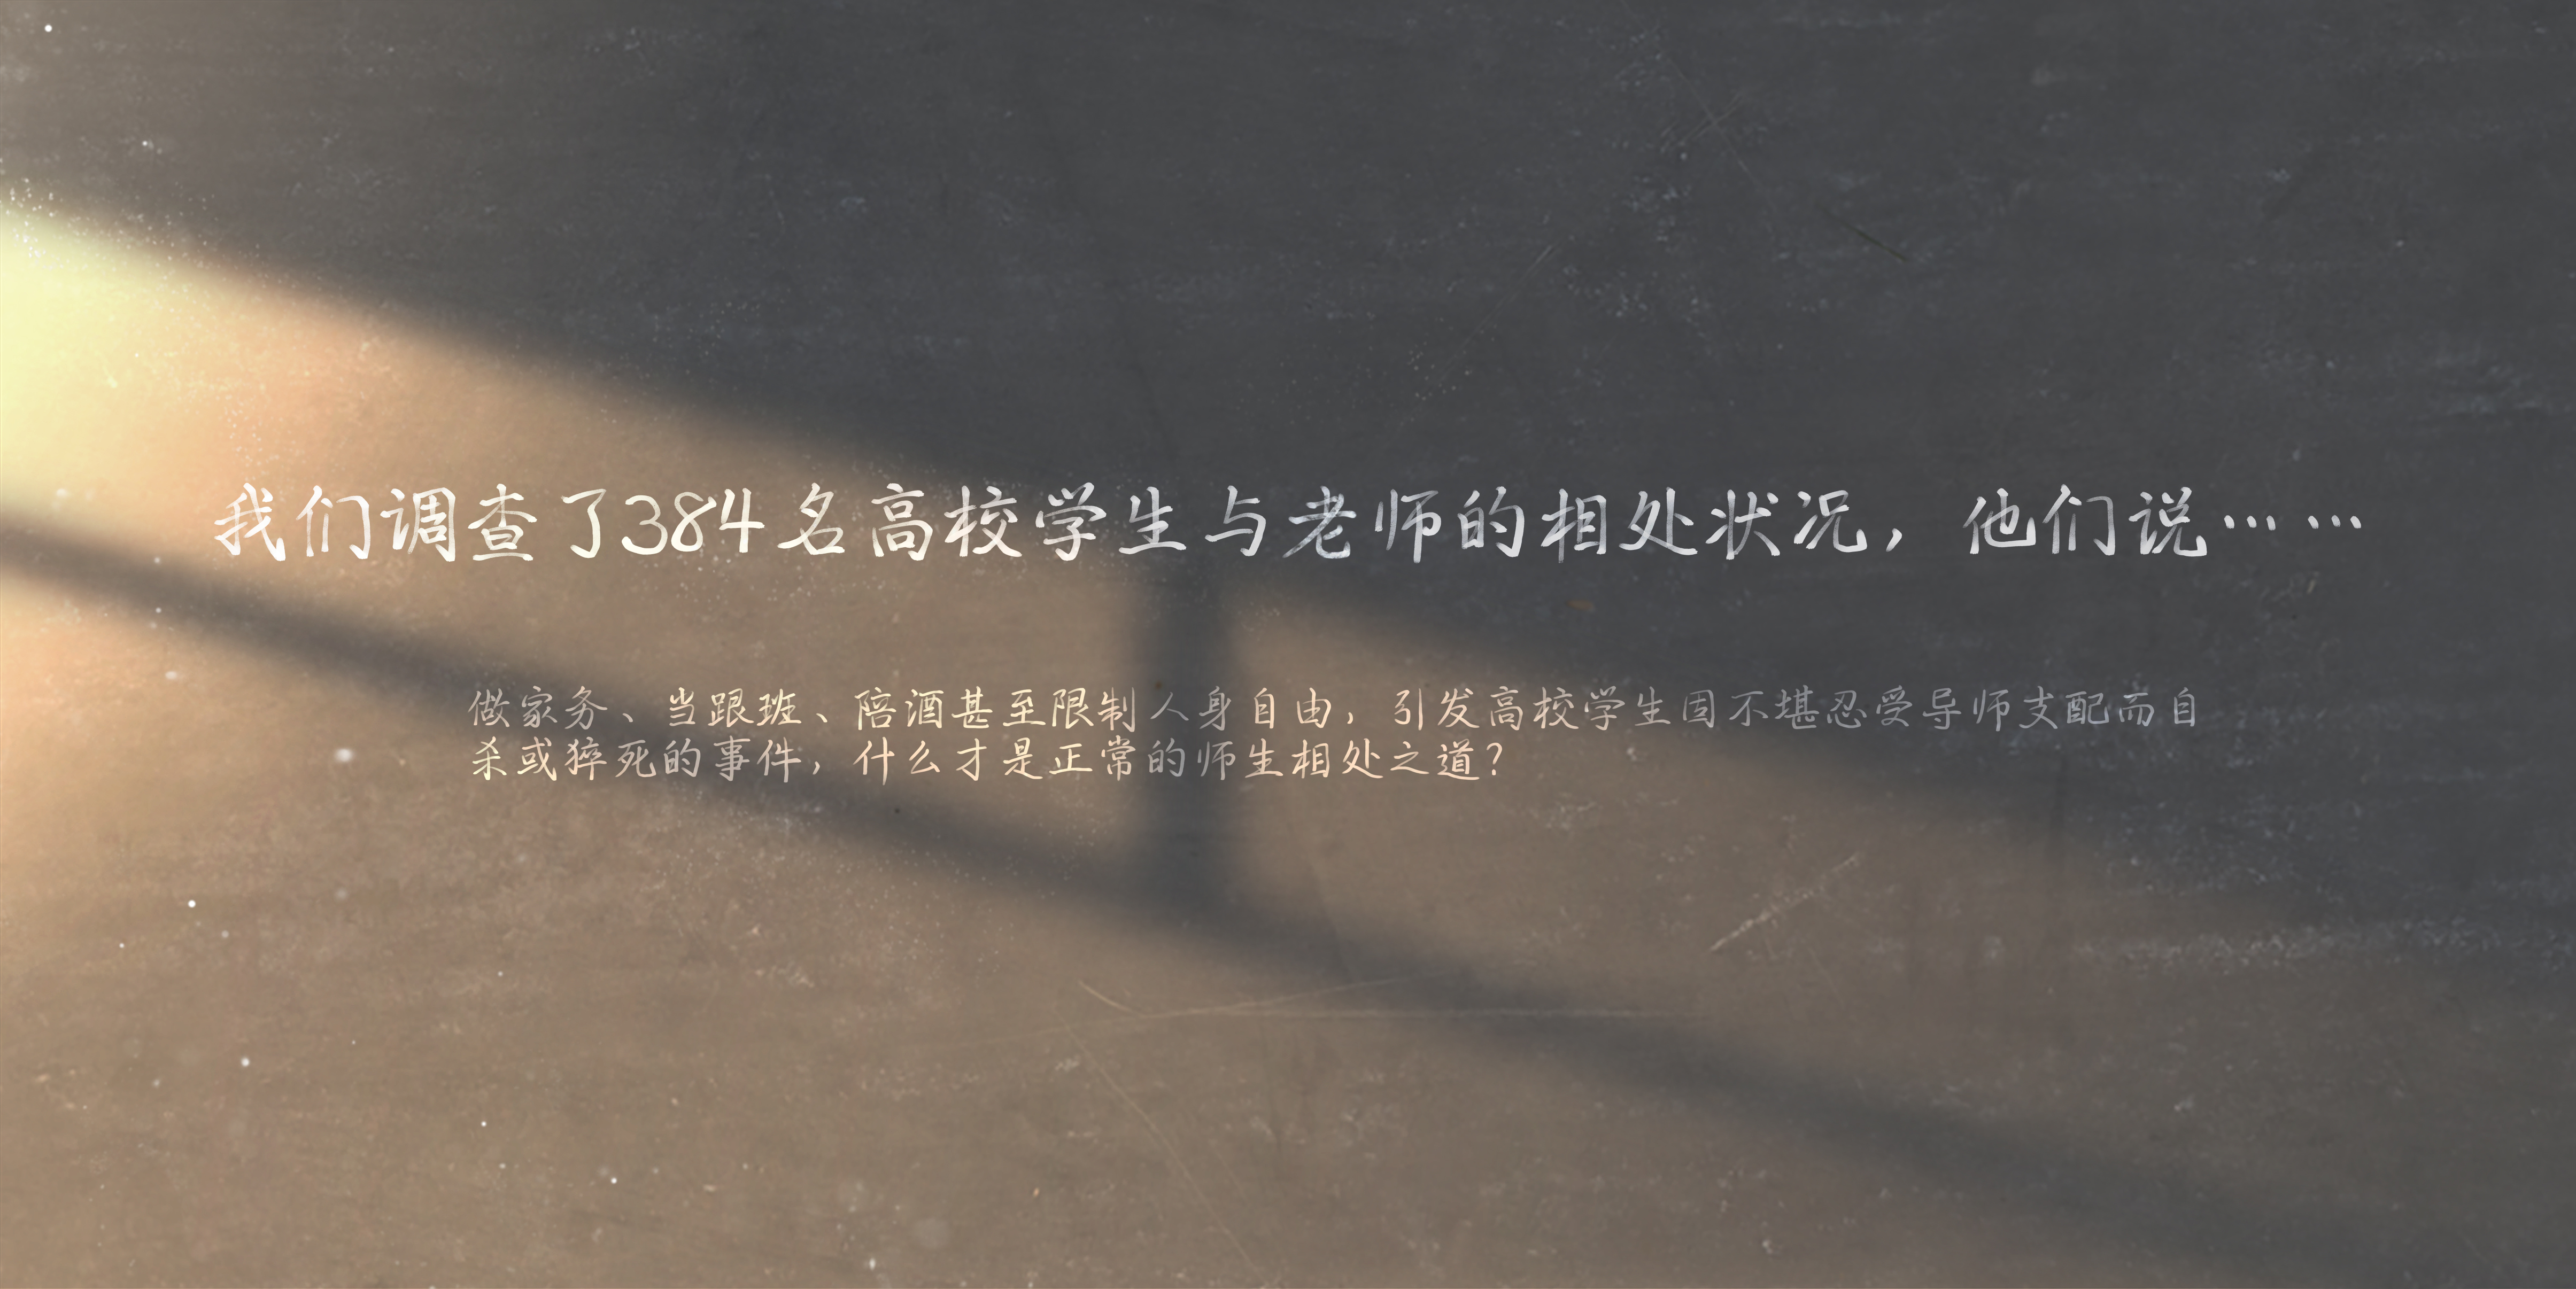 我们调查了384名高校学生与老师的相处状况，他们说……
做家务、当跟班、陪酒甚至限制人身自由，引发高校学生因不堪忍受导师支配而自
杀或猝死的事件，什么才是正常的师生相处之道？